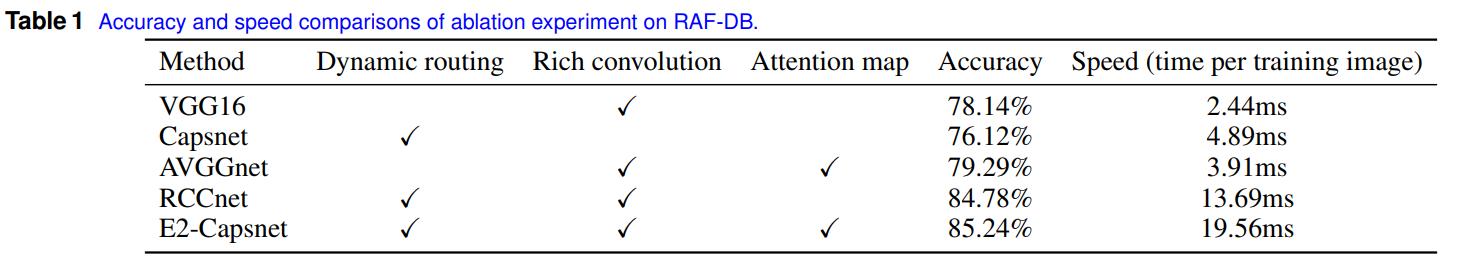 Table 1 Accuracy and speed comparisons of ablation experiment on RAF-DB.
Method Dynamic routing Rich convolution Attention map Accuracy Speed (time per training image)
VGG16 ✓ 78.14% 2.44ms
Capsnet ✓ 76.12% 4.89ms
AVGGnet ✓ ✓ 79.29% 3.91ms
RCCnet ✓ ✓ 84.78% 13.69ms
E2-Capsnet ✓ ✓ ✓ 85.24% 19.56ms